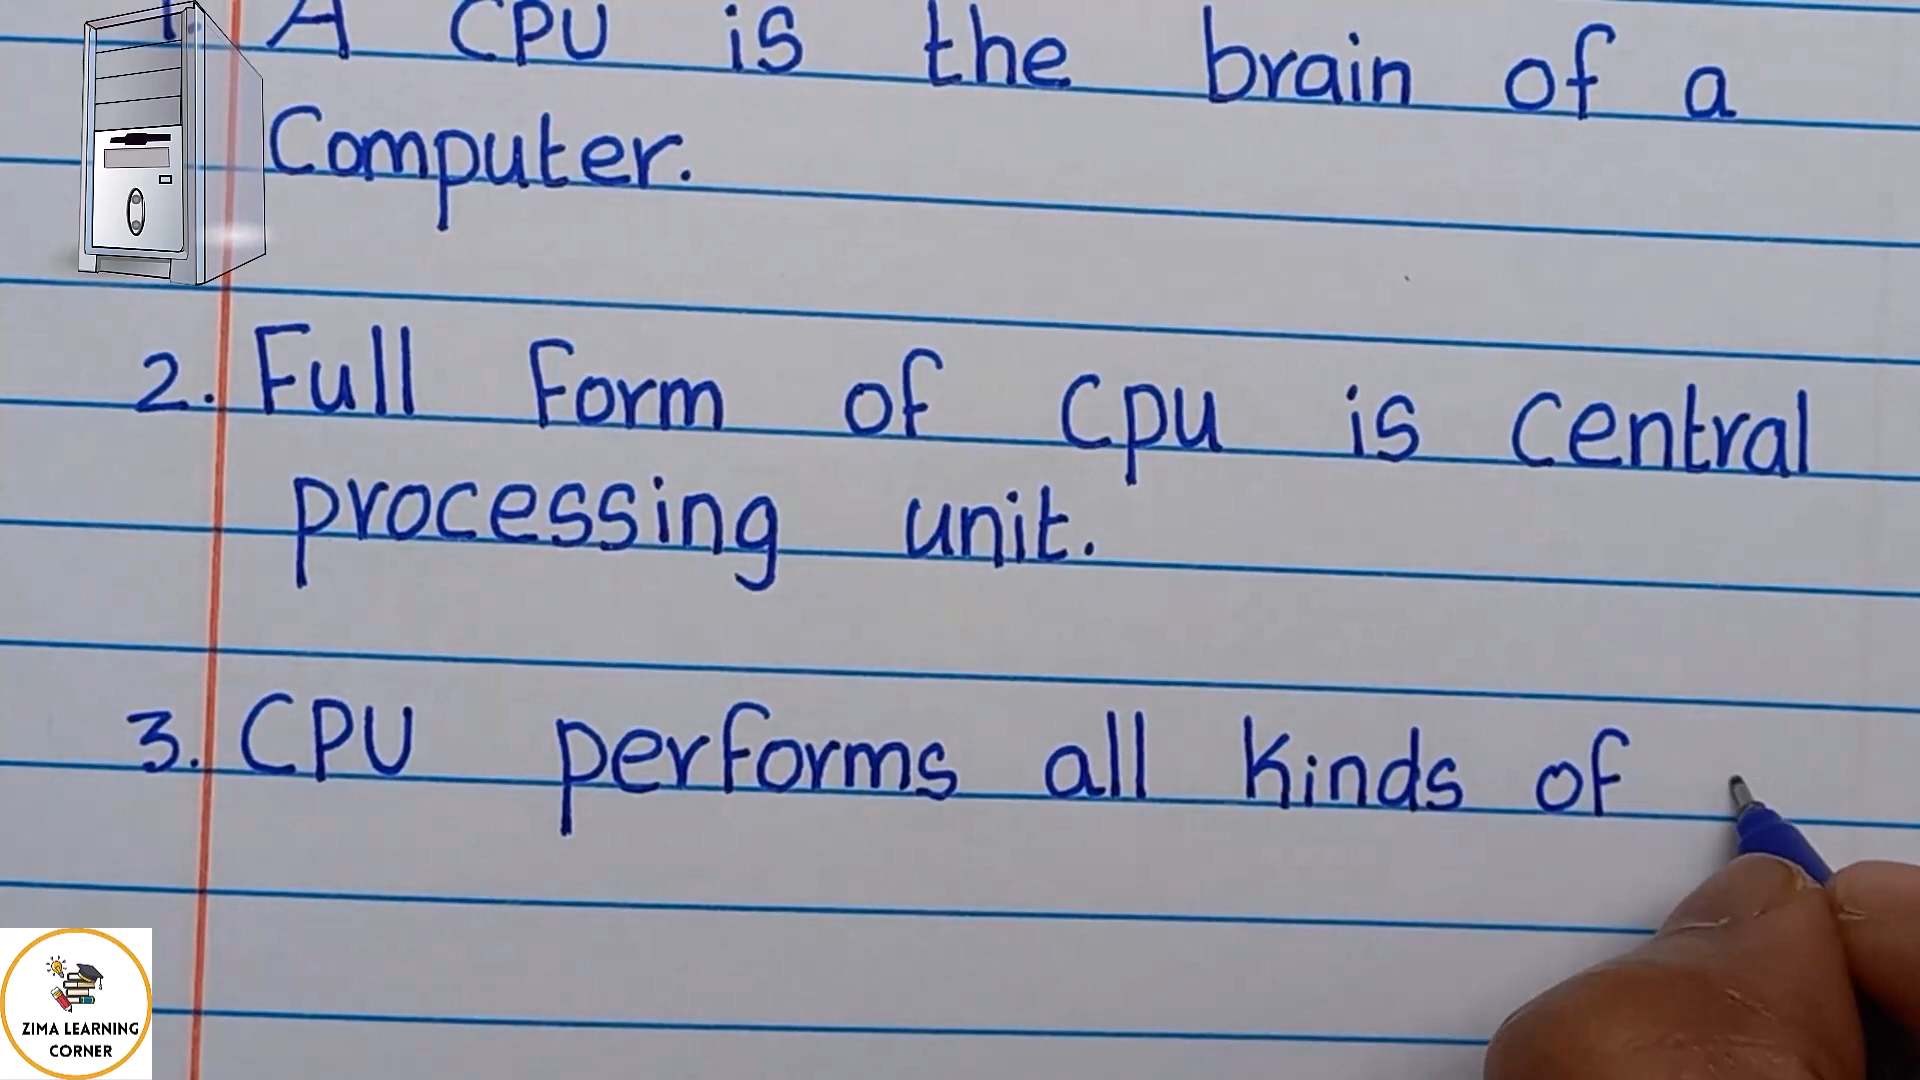 1. A CPU is the brain of a
Computer.
2. Full Form of cpu is central
processing unit.
3. CPU performs all kinds of
ZIMA LEARNING
CORNER